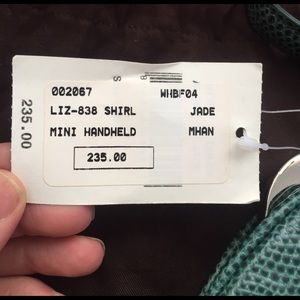 S B
002067 WHBF04
LIZ-838 SHIRL JADE
MINI HANDHELD MHAN
235.00
235.00